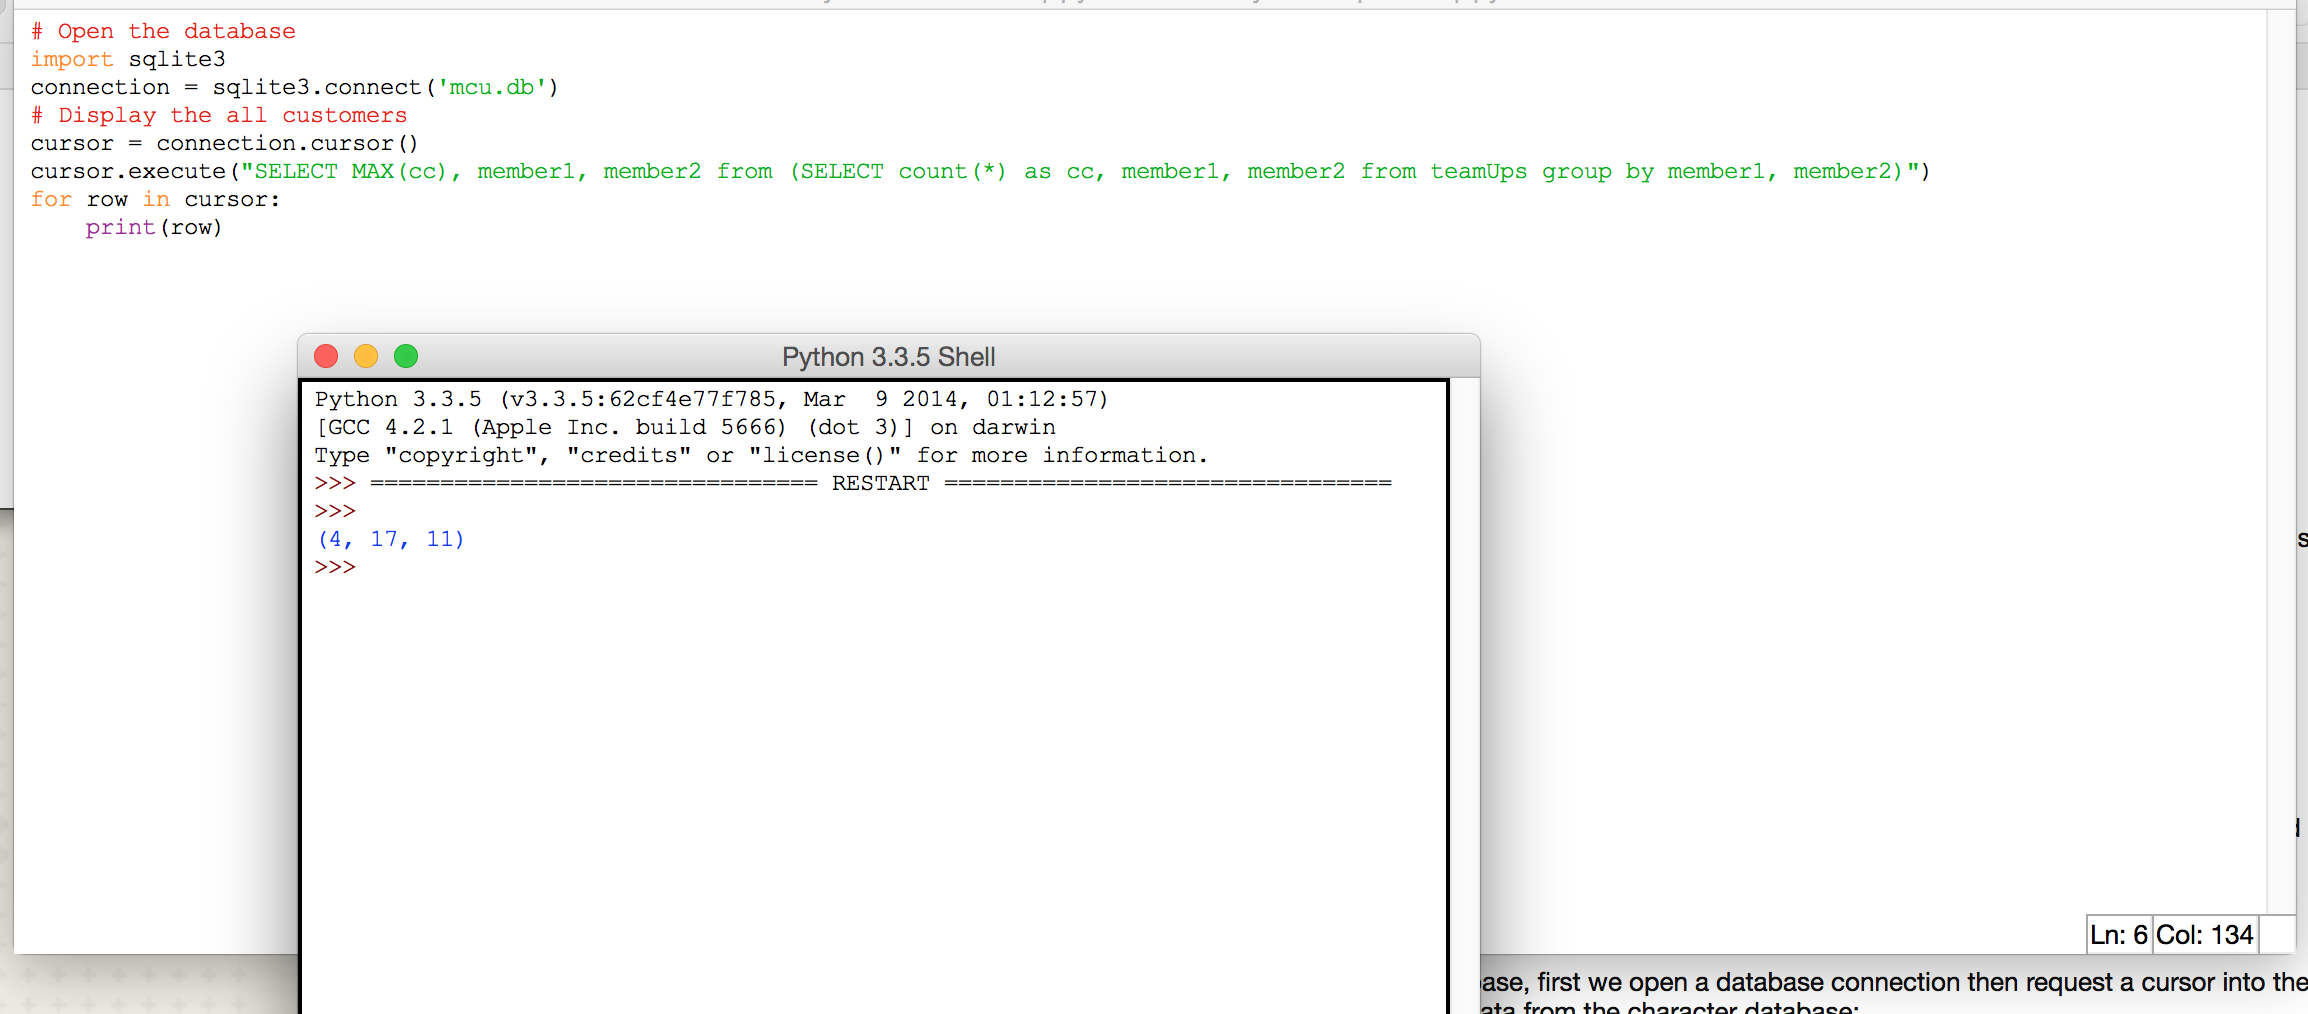 # Open the database
import sqlite3
connection = sqlite3.connect('mcu.db')
# Display the all customers
cursor = connection.cursor()
cursor.execute("SELECT MAX(cc), member1, member2 from (SELECT count(*) as cc, member1, member2 from teamUps group by member1, member2)")
for row in cursor:
    print(row)
Python 3.3.5 Shell
Python 3.3.5 (v3.3.5:62cf4e77f785, Mar  9 2014, 01:12:57)
[GCC 4.2.1 (Apple Inc. build 5666) (dot 3)] on darwin
Type "copyright", "credits" or "license()" for more information.
>>> ================================ RESTART ================================
>>>
(4, 17, 11)
>>>
Ln: 6 Col: 134
ase, first we open a database connection then request a cursor into the
ata from the character database: